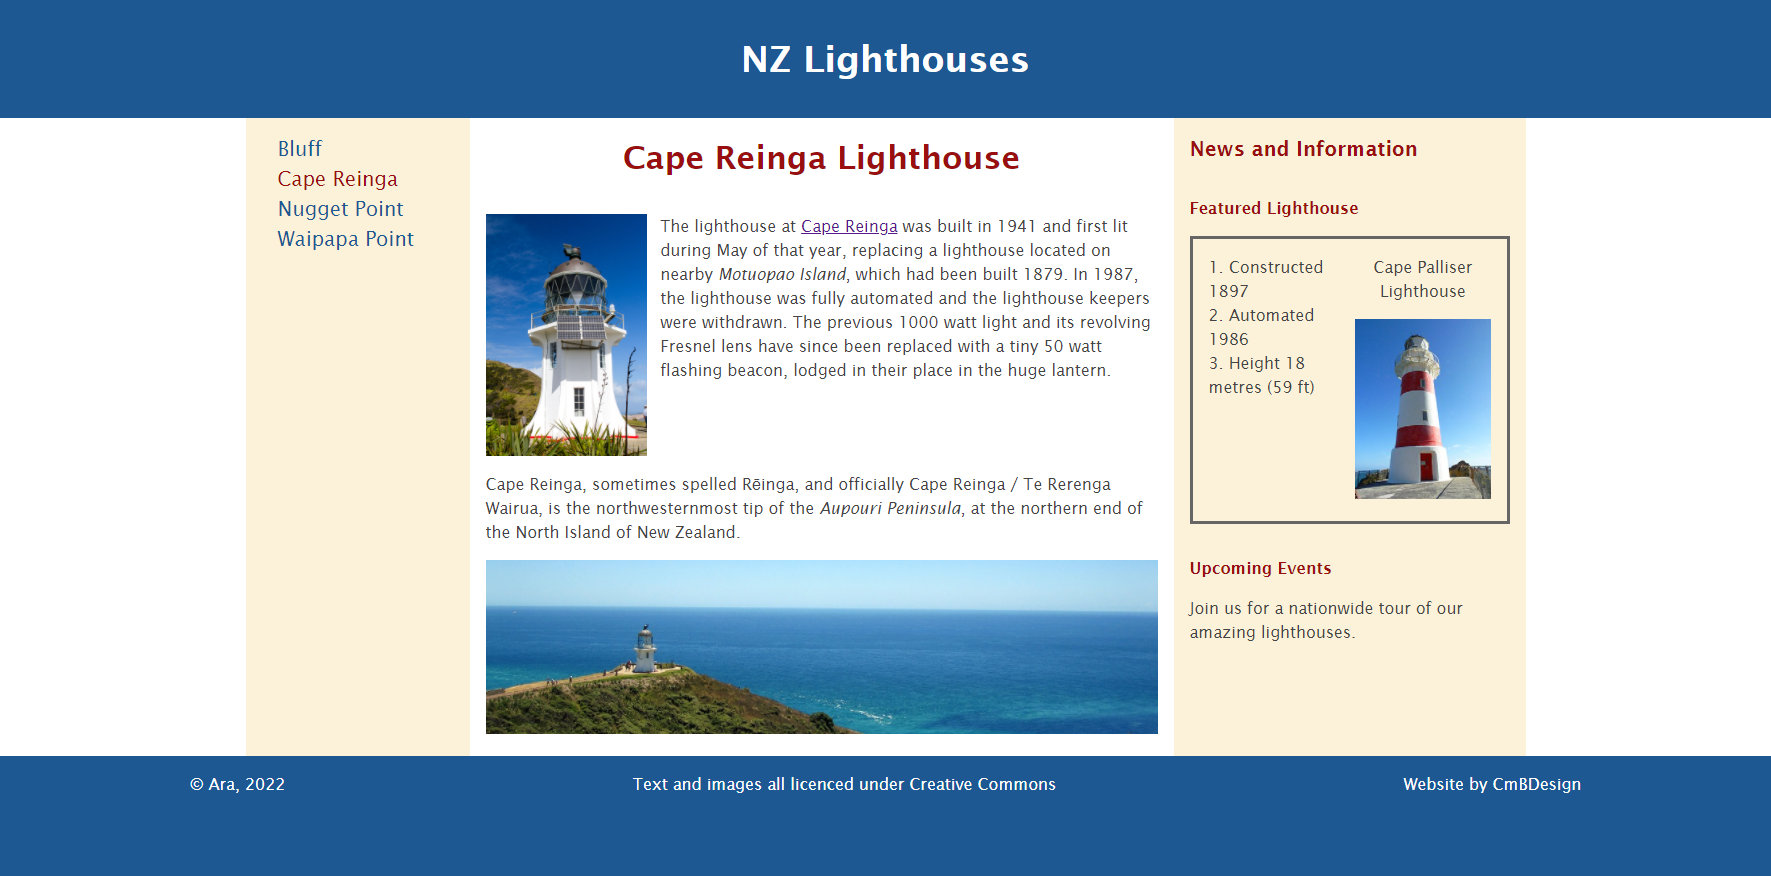 NZ Lighthouses
Bluff
Cape Reinga
Nugget Point
Waipapa Point
Cape Reinga Lighthouse
The lighthouse at Cape Reinga was built in 1941 and first lit
during May of that year, replacing a lighthouse located on
nearby Motuopao Island, which had been built 1879. In 1987,
the lighthouse was fully automated and the lighthouse keepers
were withdrawn. The previous 1000 watt light and its revolving
Fresnel lens have since been replaced with a tiny 50 watt
flashing beacon, lodged in their place in the huge lantern.
Cape Reinga, sometimes spelled Rēinga, and officially Cape Reinga / Te Rerenga
Wairua, is the northwesternmost tip of the Aupouri Peninsula, at the northern end of
the North Island of New Zealand.
News and Information
Featured Lighthouse
1. Constructed
1897
2. Automated
1986
3. Height 18
metres (59 ft)
Cape Palliser
Lighthouse
Upcoming Events
Join us for a nationwide tour of our
amazing lighthouses.
© Ara, 2022
Text and images all licenced under Creative Commons
Website by CmBDesign